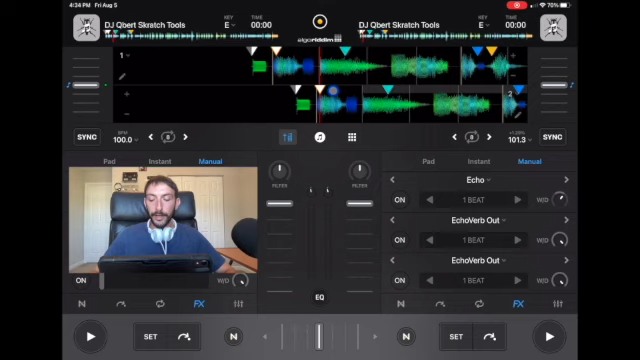 4:34 PM Fri Aug 5
76%
DJ Qbert Skratch Tools
KEY
E
TIME
00:00
algoriddim
DJ Qbert Skratch Tools
KEY
E
TIME
00:00
1
2
SYNC
BPM
100.0
8
8
+1.29%
101.3
SYNC
Pad
Instant
Manual
FILTER
FILTER
EQ
ON
W/D
Pad
Instant
Manual
Echo
ON
1 BEAT
W/D
EchoVerb Out
ON
1 BEAT
W/D
EchoVerb Out
ON
1 BEAT
W/D
N
FX
N
FX
SET
N
N
SET